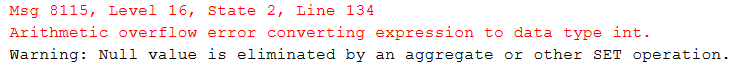 Msg 8115, Level 16, State 2, Line 134
Arithmetic overflow error converting expression to data type int.
Warning: Null value is eliminated by an aggregate or other SET operation.